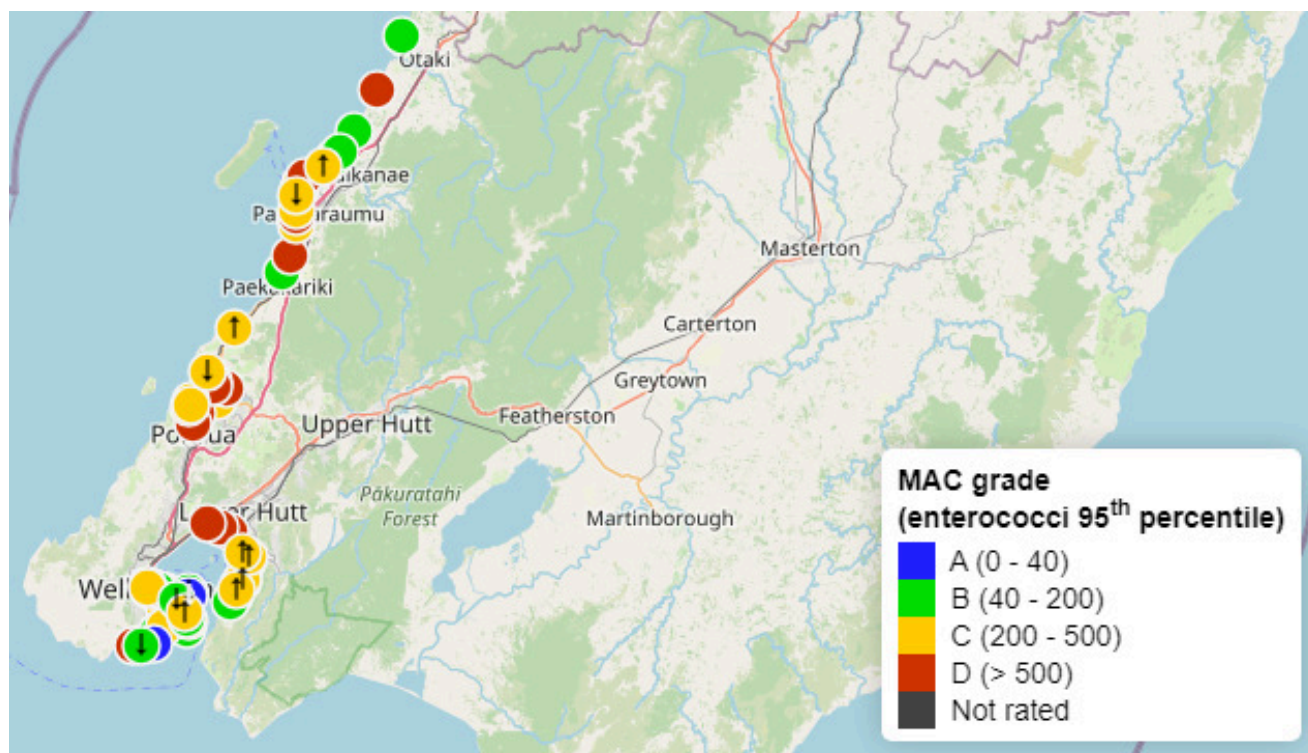 Otaki
Masterton
Carterton
Greytown
Featherston
Upper Hutt
Pākuratahi
Forest
Martinborough
Hutt
MAC grade
(enterococci 95th percentile)
A (0 - 40)
B (40 - 200)
C (200 - 500)
D (> 500)
Not rated